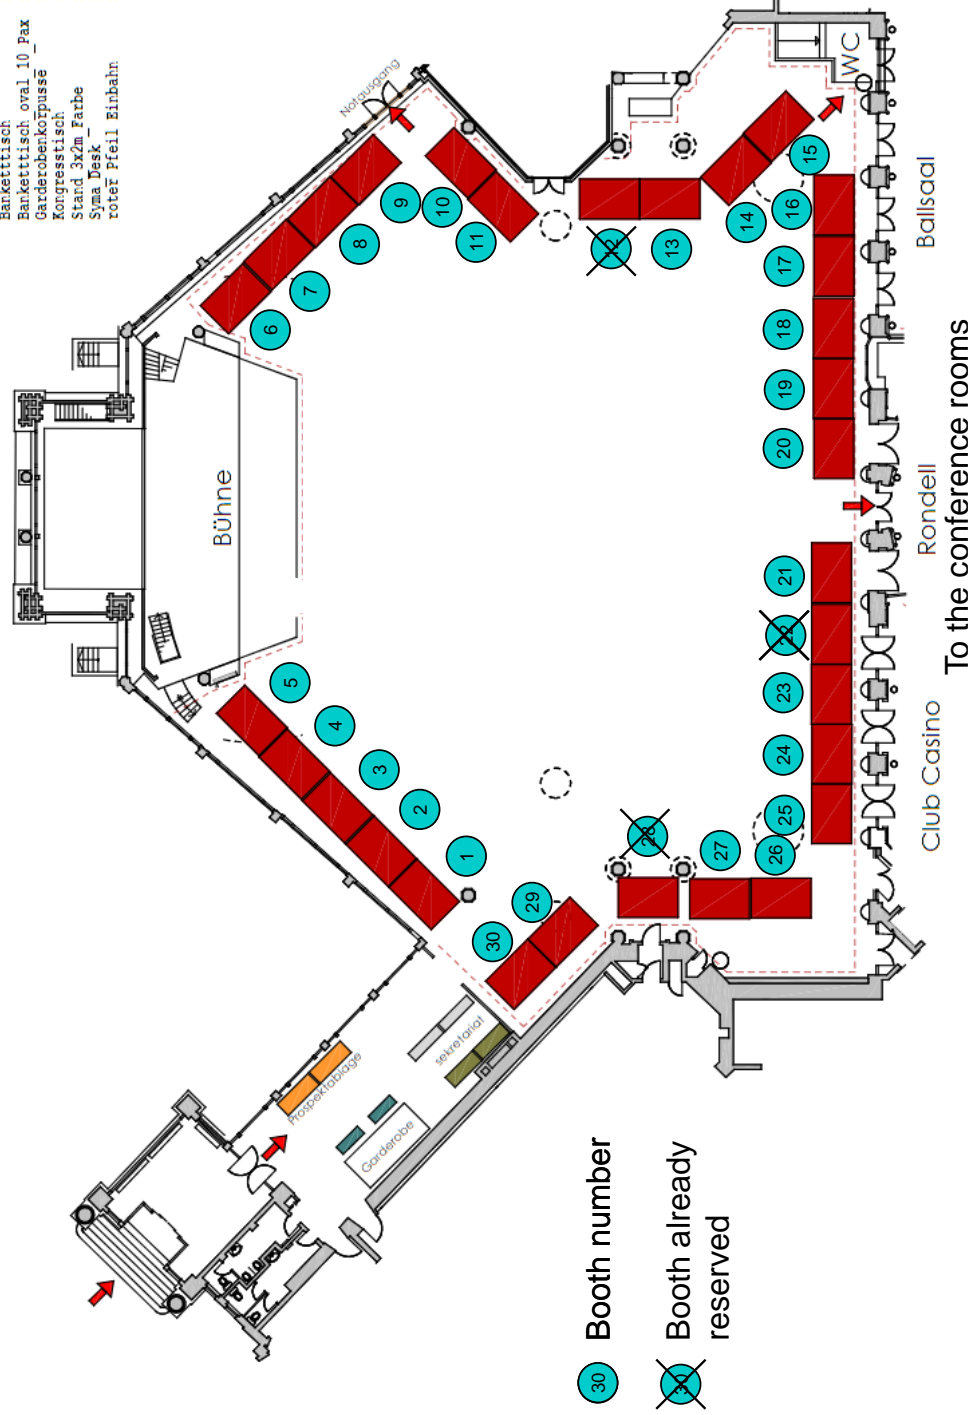 Banketttisch
Banketttisch oval 10 Pax
Garderobenkorpusse
Kongresstisch
Stand 3x2m Farbe
Syma Desk
roter Pfeil Einbahn
Notausgang
WC
Bühne
Ballsaal
Rondell
Club Casino
To the conference rooms
Prospektablage
sekretariat
Garderobe
1
2
3
4
5
6
7
8
9
10
11
12
13
14
15
16
17
18
19
20
21
22
23
24
25
26
27
28
29
30
30 Booth number
30 Booth already
reserved